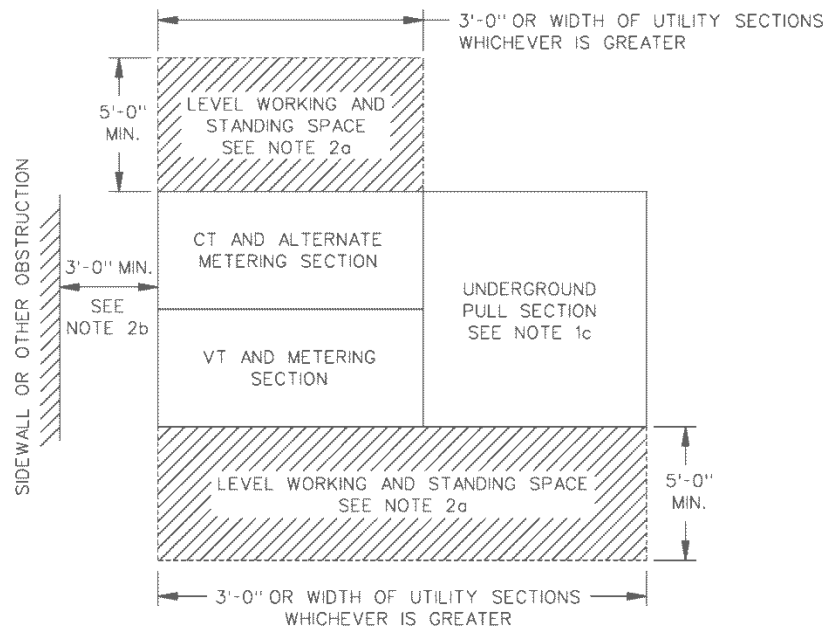 3'-0" OR WIDTH OF UTILITY SECTIONS
WHICHEVER IS GREATER
5'-0"
MIN.
LEVEL WORKING AND
STANDING SPACE
SEE NOTE 2a
SIDEWALL OR OTHER OBSTRUCTION
3'-0" MIN.
SEE
NOTE 2b
CT AND ALTERNATE
METERING SECTION
UNDERGROUND
PULL SECTION
SEE NOTE 1c
VT AND METERING
SECTION
LEVEL WORKING AND STANDING SPACE
SEE NOTE 2a
5'-0"
MIN.
3'-0" OR WIDTH OF UTILITY SECTIONS
WHICHEVER IS GREATER